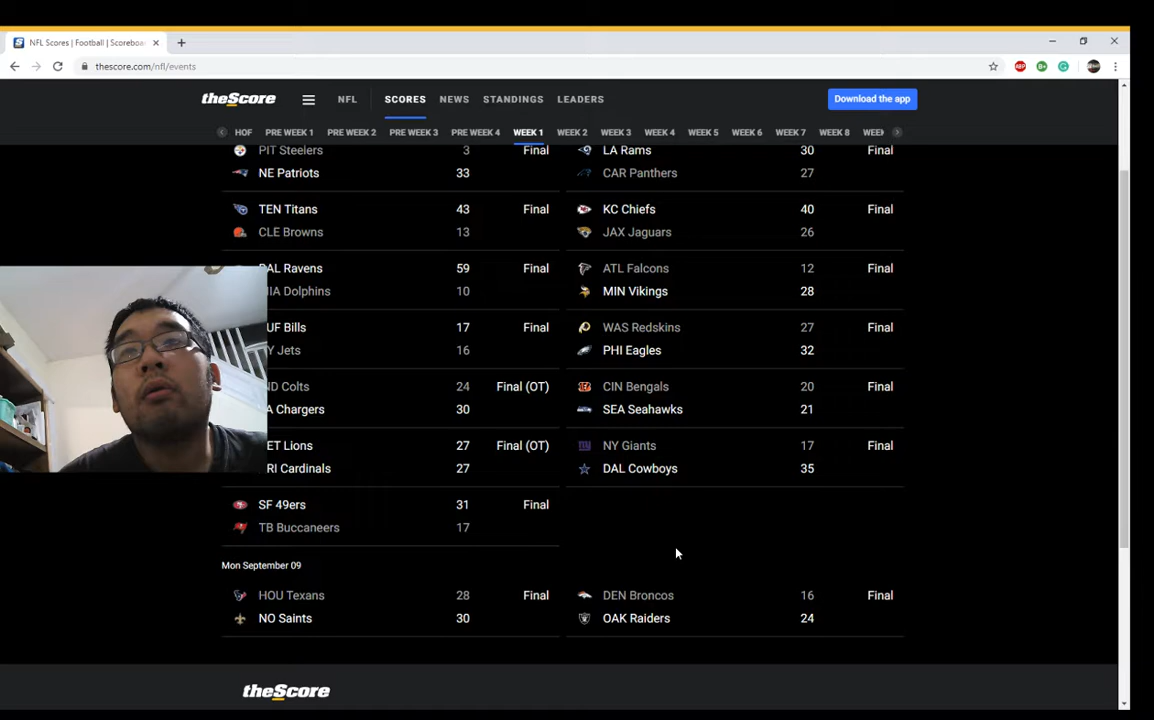 NFL Scores | Football | Scoreboa
thescore.com/nfl/events
theScore NFL SCORES NEWS STANDINGS LEADERS Download the app
HOF PRE WEEK 1 PRE WEEK 2 PRE WEEK 3 PRE WEEK 4 WEEK 1 WEEK 2 WEEK 3 WEEK 4 WEEK 5 WEEK 6 WEEK 7 WEEK 8 WEE
PIT Steelers 3 Final
NE Patriots 33
LA Rams 30 Final
CAR Panthers 27
TEN Titans 43 Final
CLE Browns 13
KC Chiefs 40 Final
JAX Jaguars 26
BAL Ravens 59 Final
MIA Dolphins 10
ATL Falcons 12 Final
MIN Vikings 28
UF Bills 17 Final
Y Jets 16
WAS Redskins 27 Final
PHI Eagles 32
ND Colts 24 Final (OT)
A Chargers 30
CIN Bengals 20 Final
SEA Seahawks 21
ET Lions 27 Final (OT)
RI Cardinals 27
NY Giants 17 Final
DAL Cowboys 35
SF 49ers 31 Final
TB Buccaneers 17
Mon September 09
HOU Texans 28 Final
NO Saints 30
DEN Broncos 16 Final
OAK Raiders 24
theScore